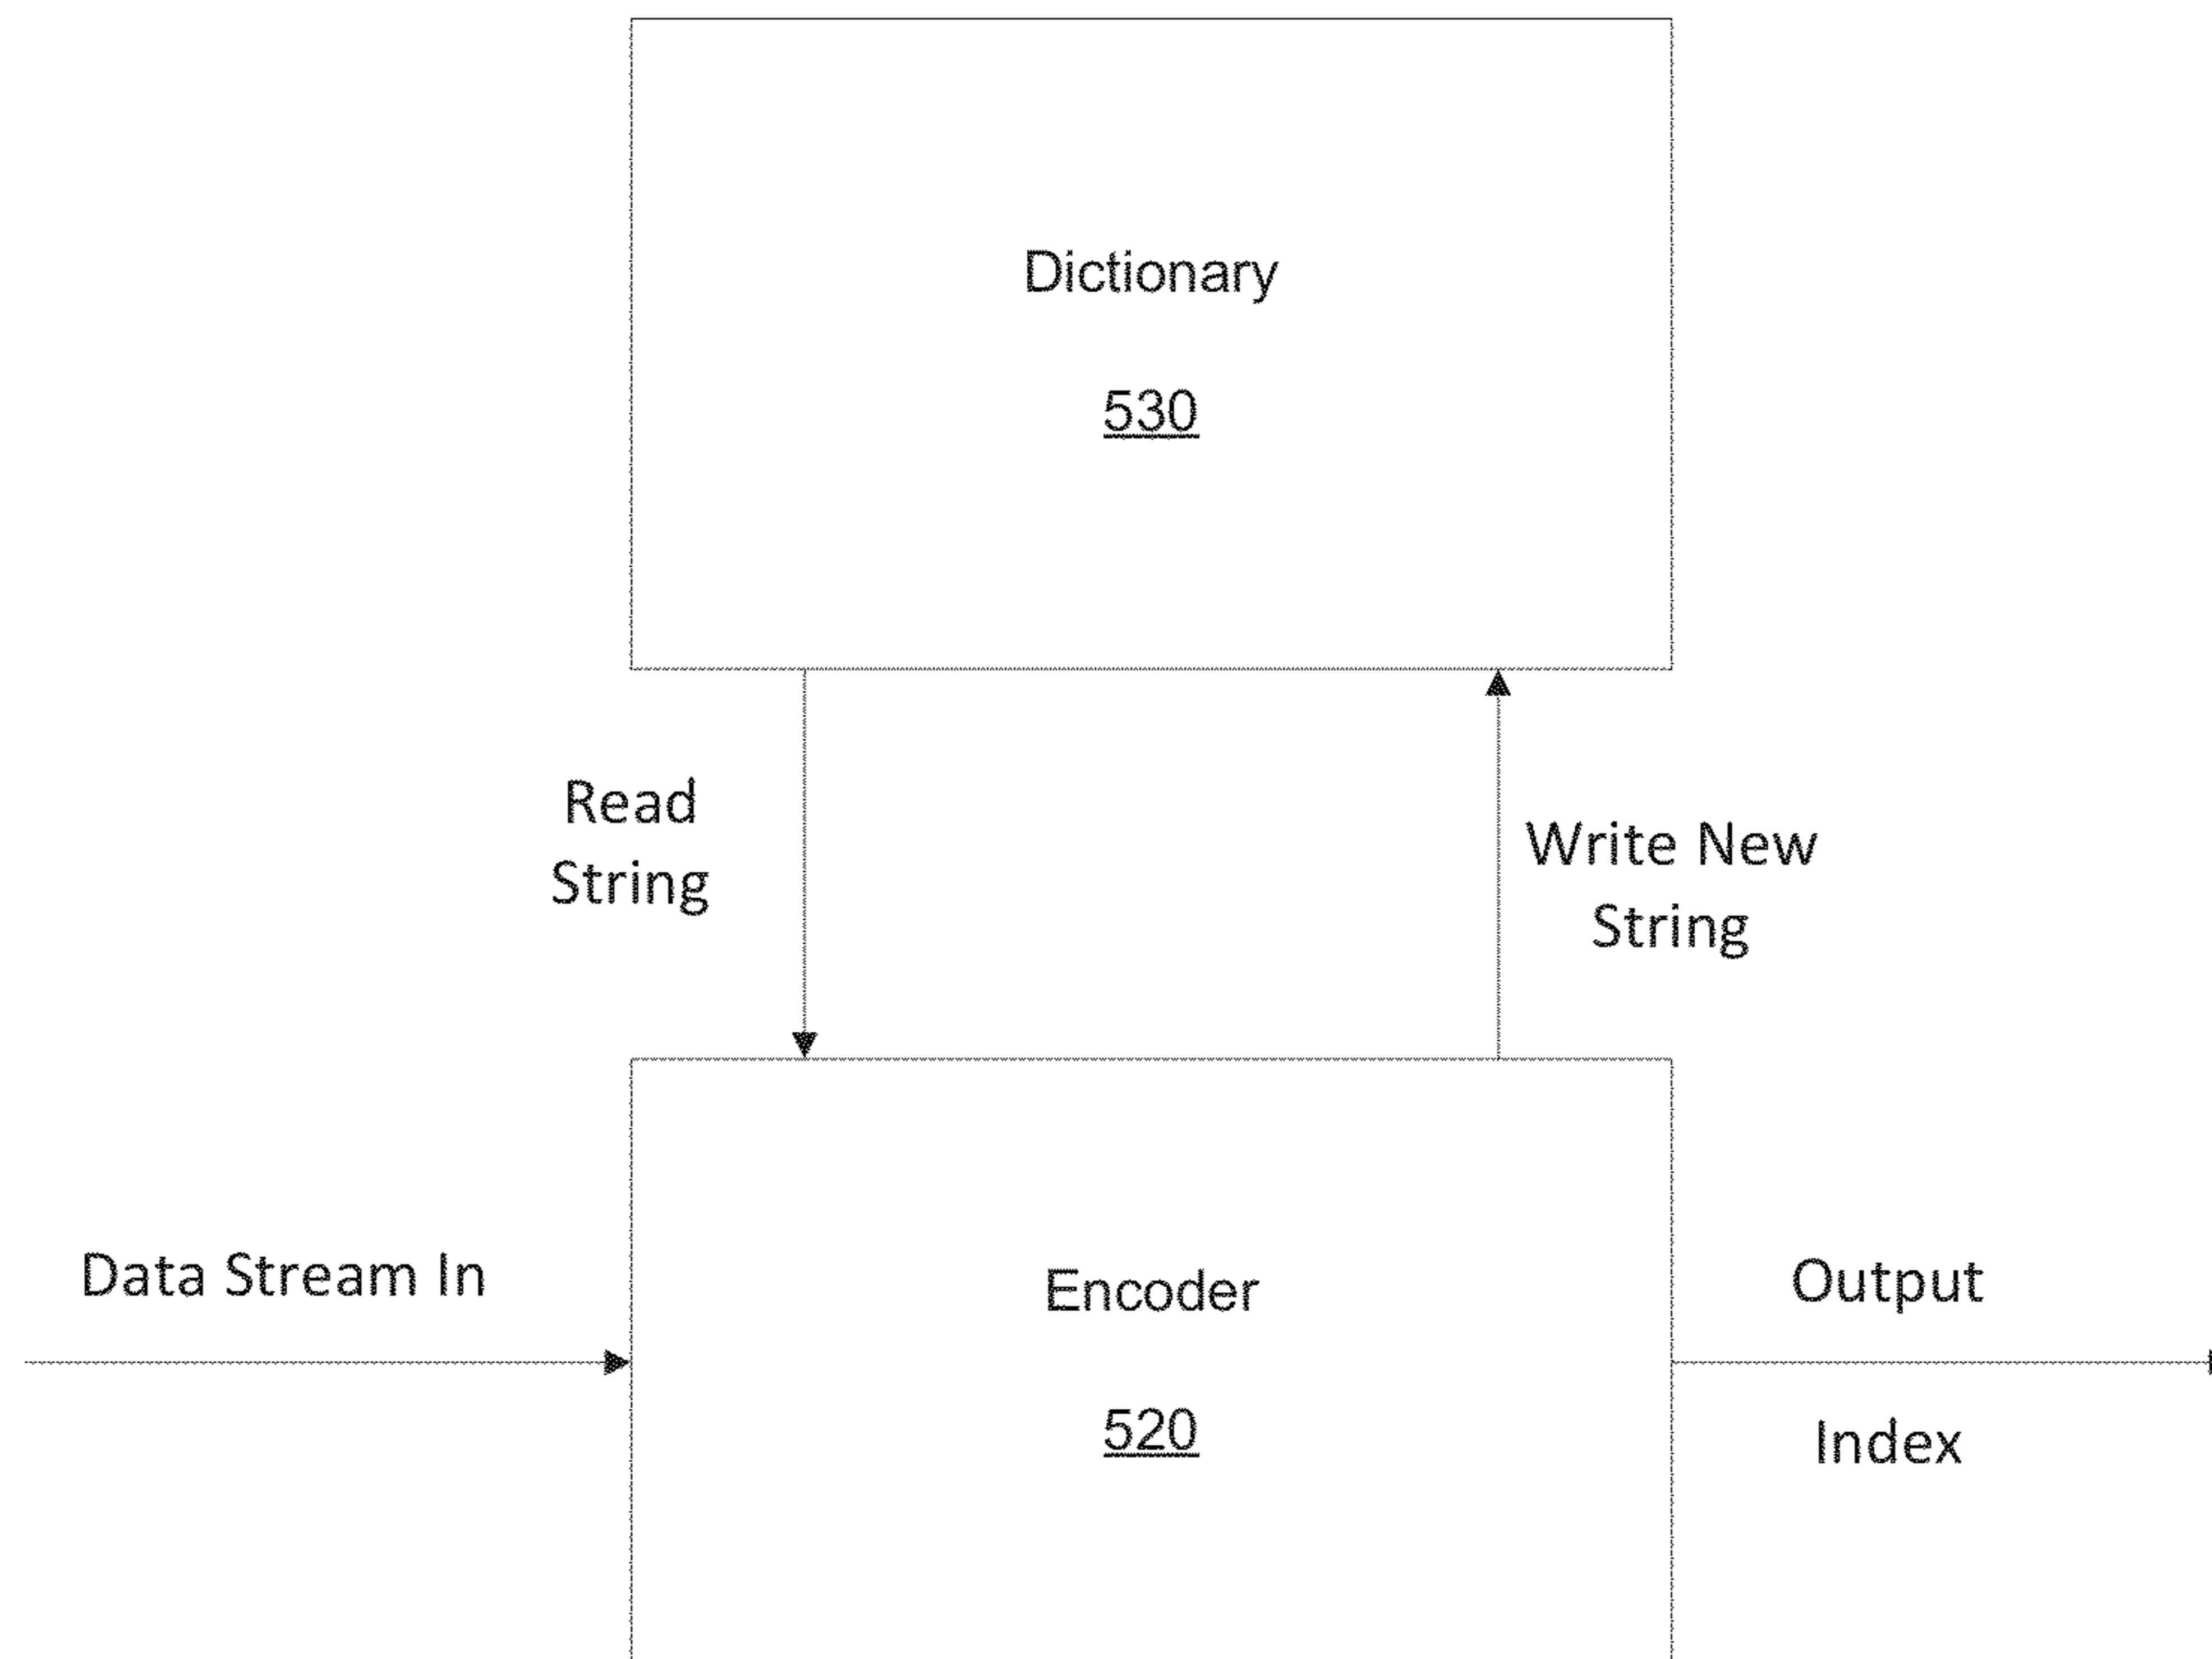 Dictionary
530
Read
String
Write New
String
Data Stream In
Encoder
520
Output
Index